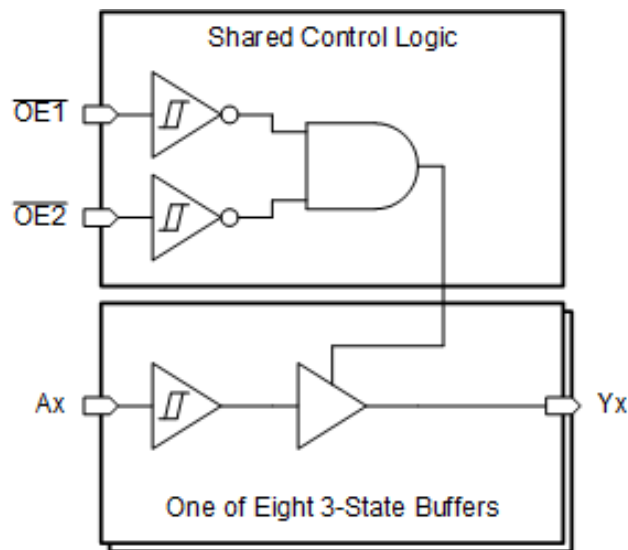 Shared Control Logic
OE1
OE2
Ax
Yx
One of Eight 3-State Buffers